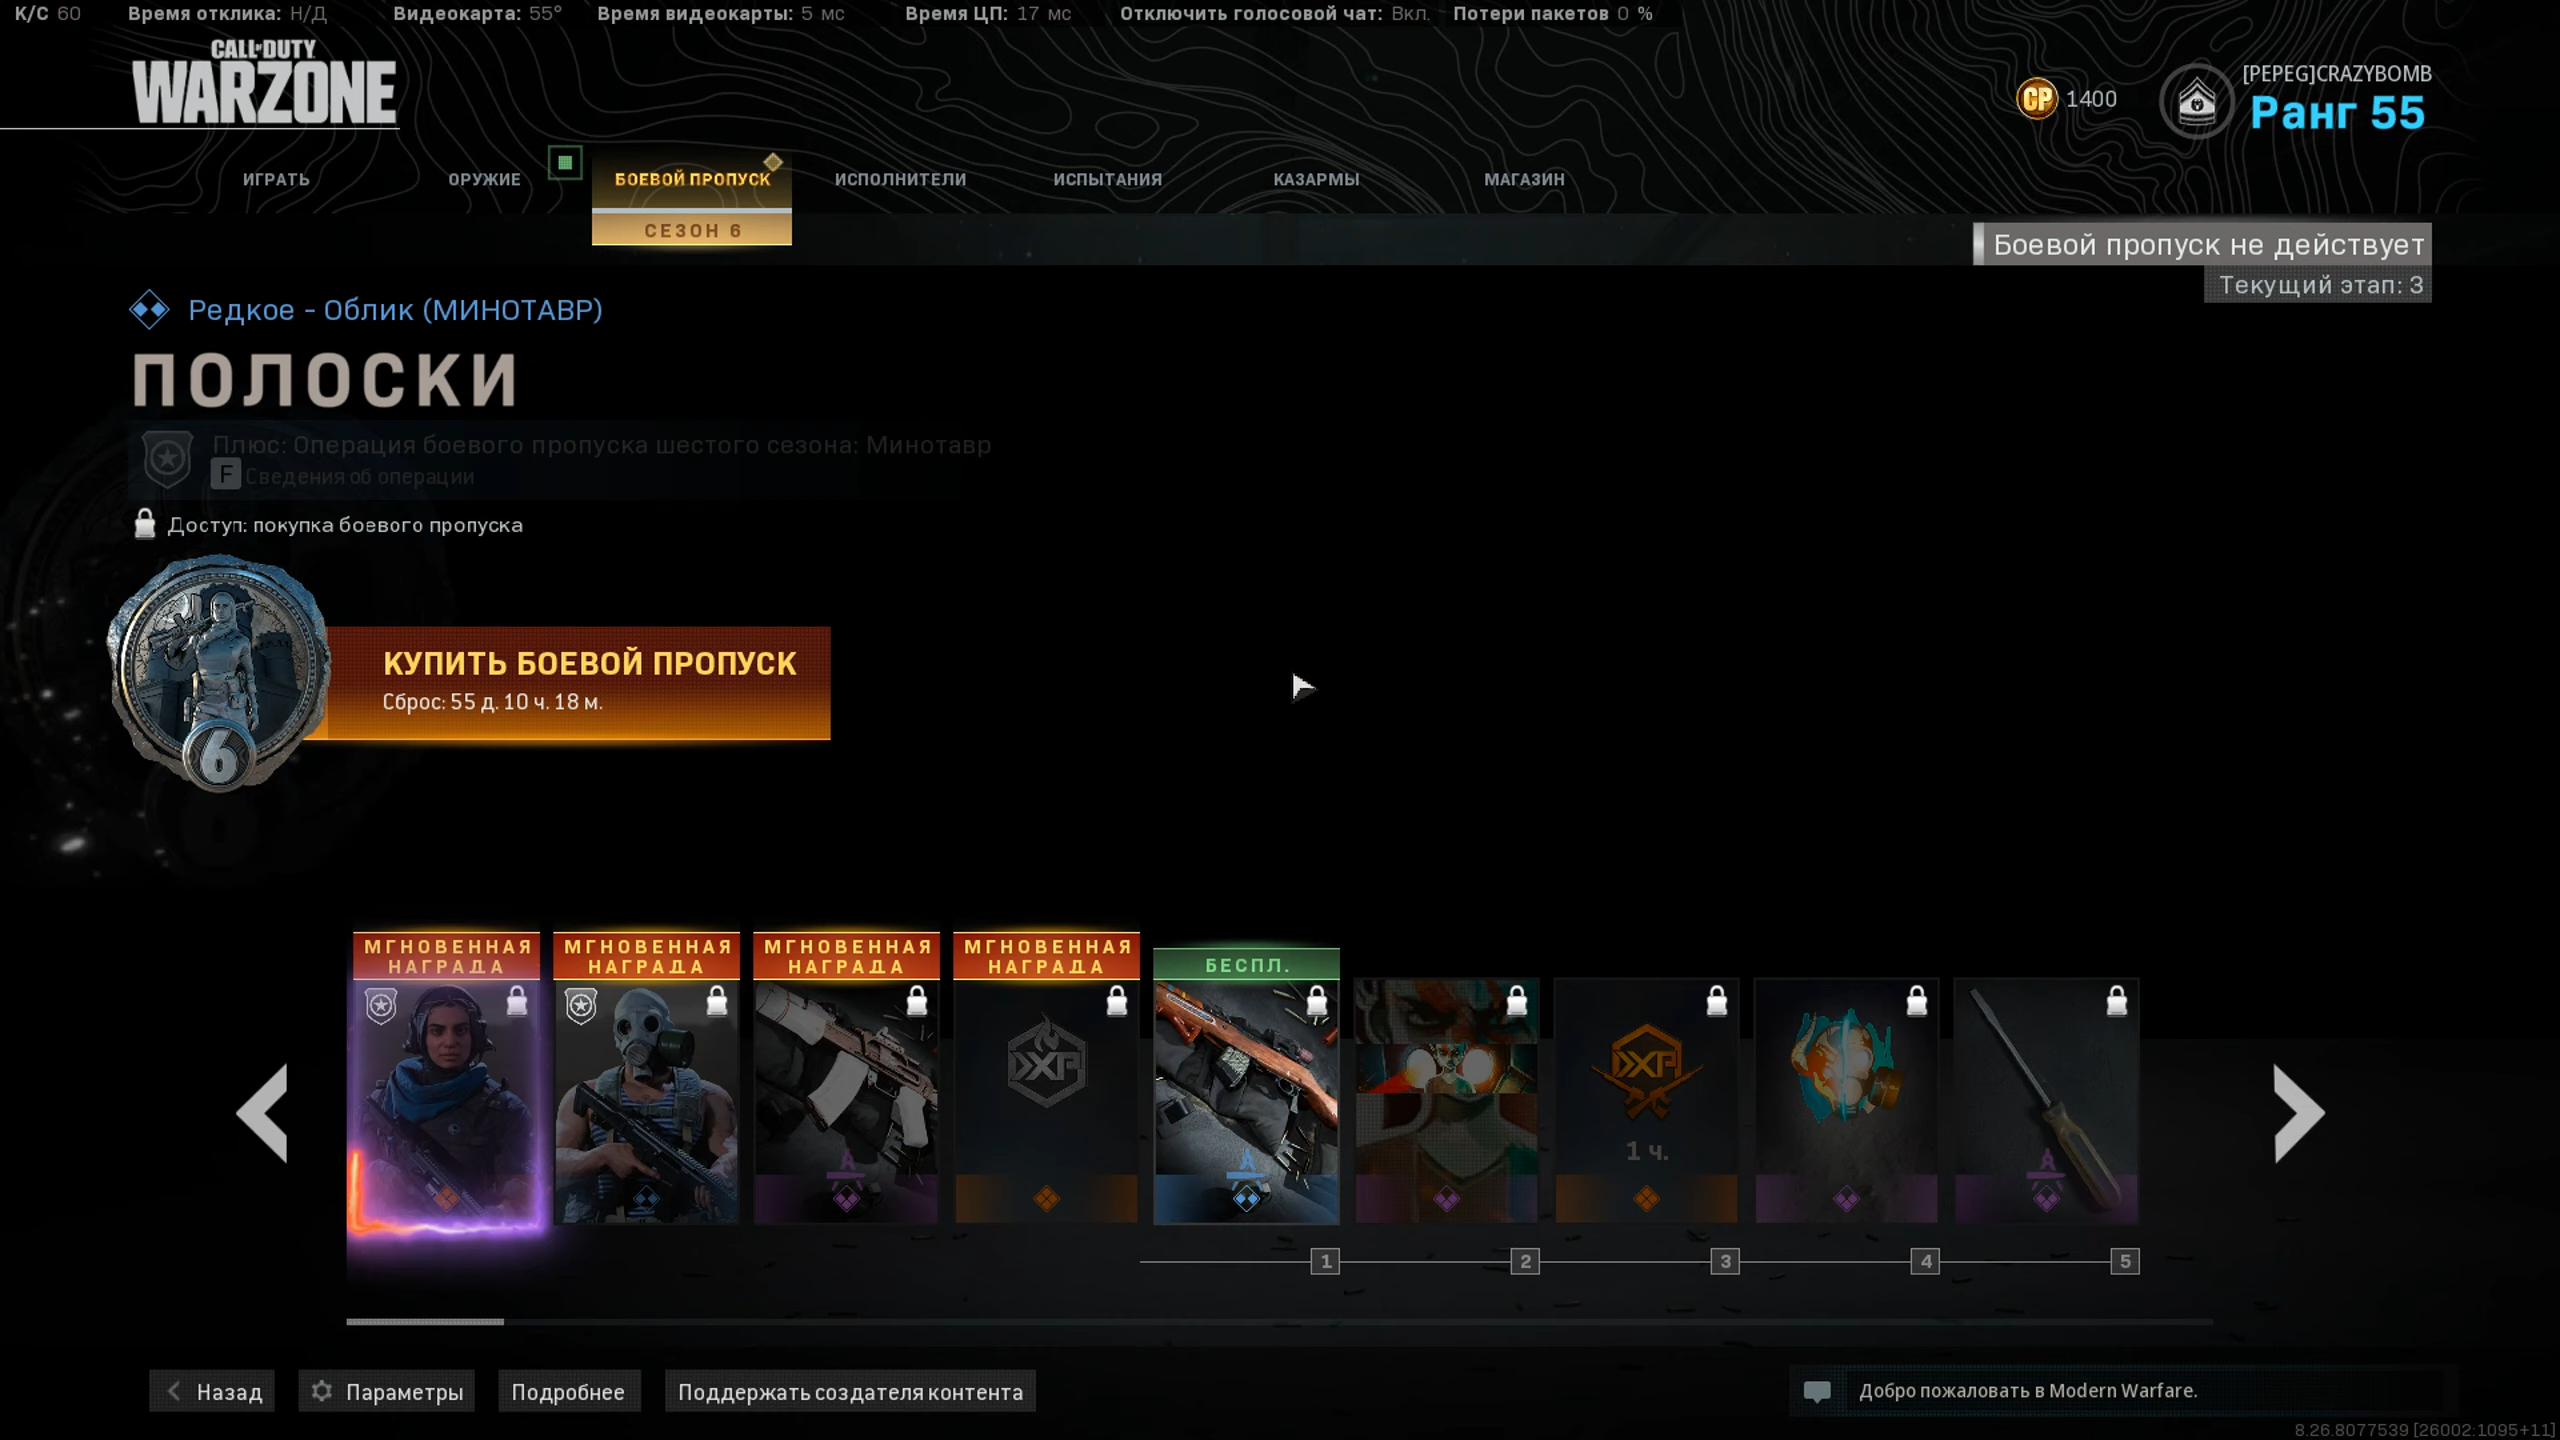 K/C 60 Время отклика: Н/Д Видеокарта: 55° Время видеокарты: 5 мс Время ЦП: 17 мс Отключить голосовой чат: Вкл. Потери пакетов 0 %
CALL OF DUTY
WARZONE
1400
[PEPEG]CRAZYBOMB
Ранг 55
ИГРАТЬ ОРУЖИЕ БОЕВОЙ ПРОПУСК ИСПОЛНИТЕЛИ ИСПЫТАНИЯ КАЗАРМЫ МАГАЗИН
СЕЗОН 6
Боевой пропуск не действует
Текущий этап: 3
Редкое - Облик (МИНОТАВР)
ПОЛОСКИ
Плюс: Операция боевого пропуска шестого сезона: Минотавр
F Сведения об операции
Доступ: покупка боевого пропуска
КУПИТЬ БОЕВОЙ ПРОПУСК
Сброс: 55 д. 10 ч. 18 м.
6
МГНОВЕННАЯ НАГРАДА
МГНОВЕННАЯ НАГРАДА
МГНОВЕННАЯ НАГРАДА
МГНОВЕННАЯ НАГРАДА
БЕСПЛ.
1 ч.
1 2 3 4 5
Назад Параметры Подробнее Поддержать создателя контента
Добро пожаловать в Modern Warfare.
8.26.8077539 [26002:1095+11]